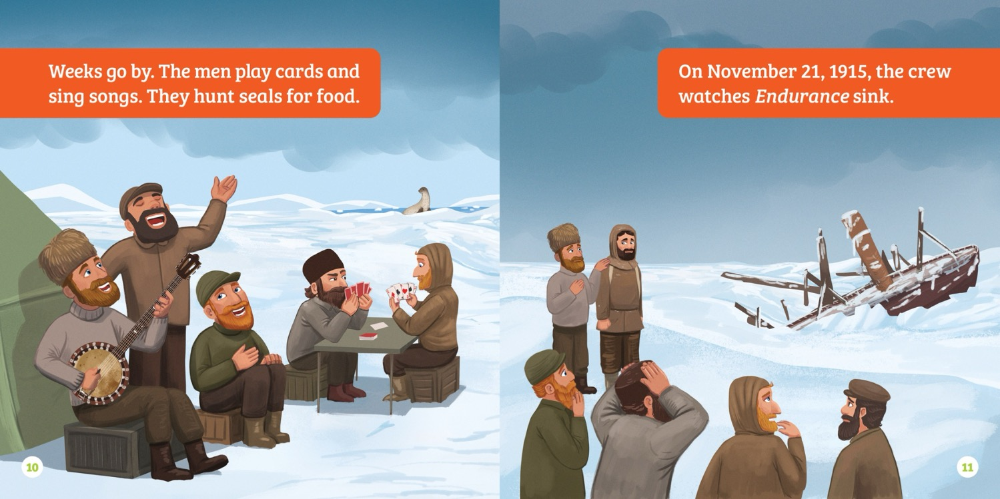 Weeks go by. The men play cards and
sing songs. They hunt seals for food.
10
On November 21, 1915, the crew
watches Endurance sink.
11